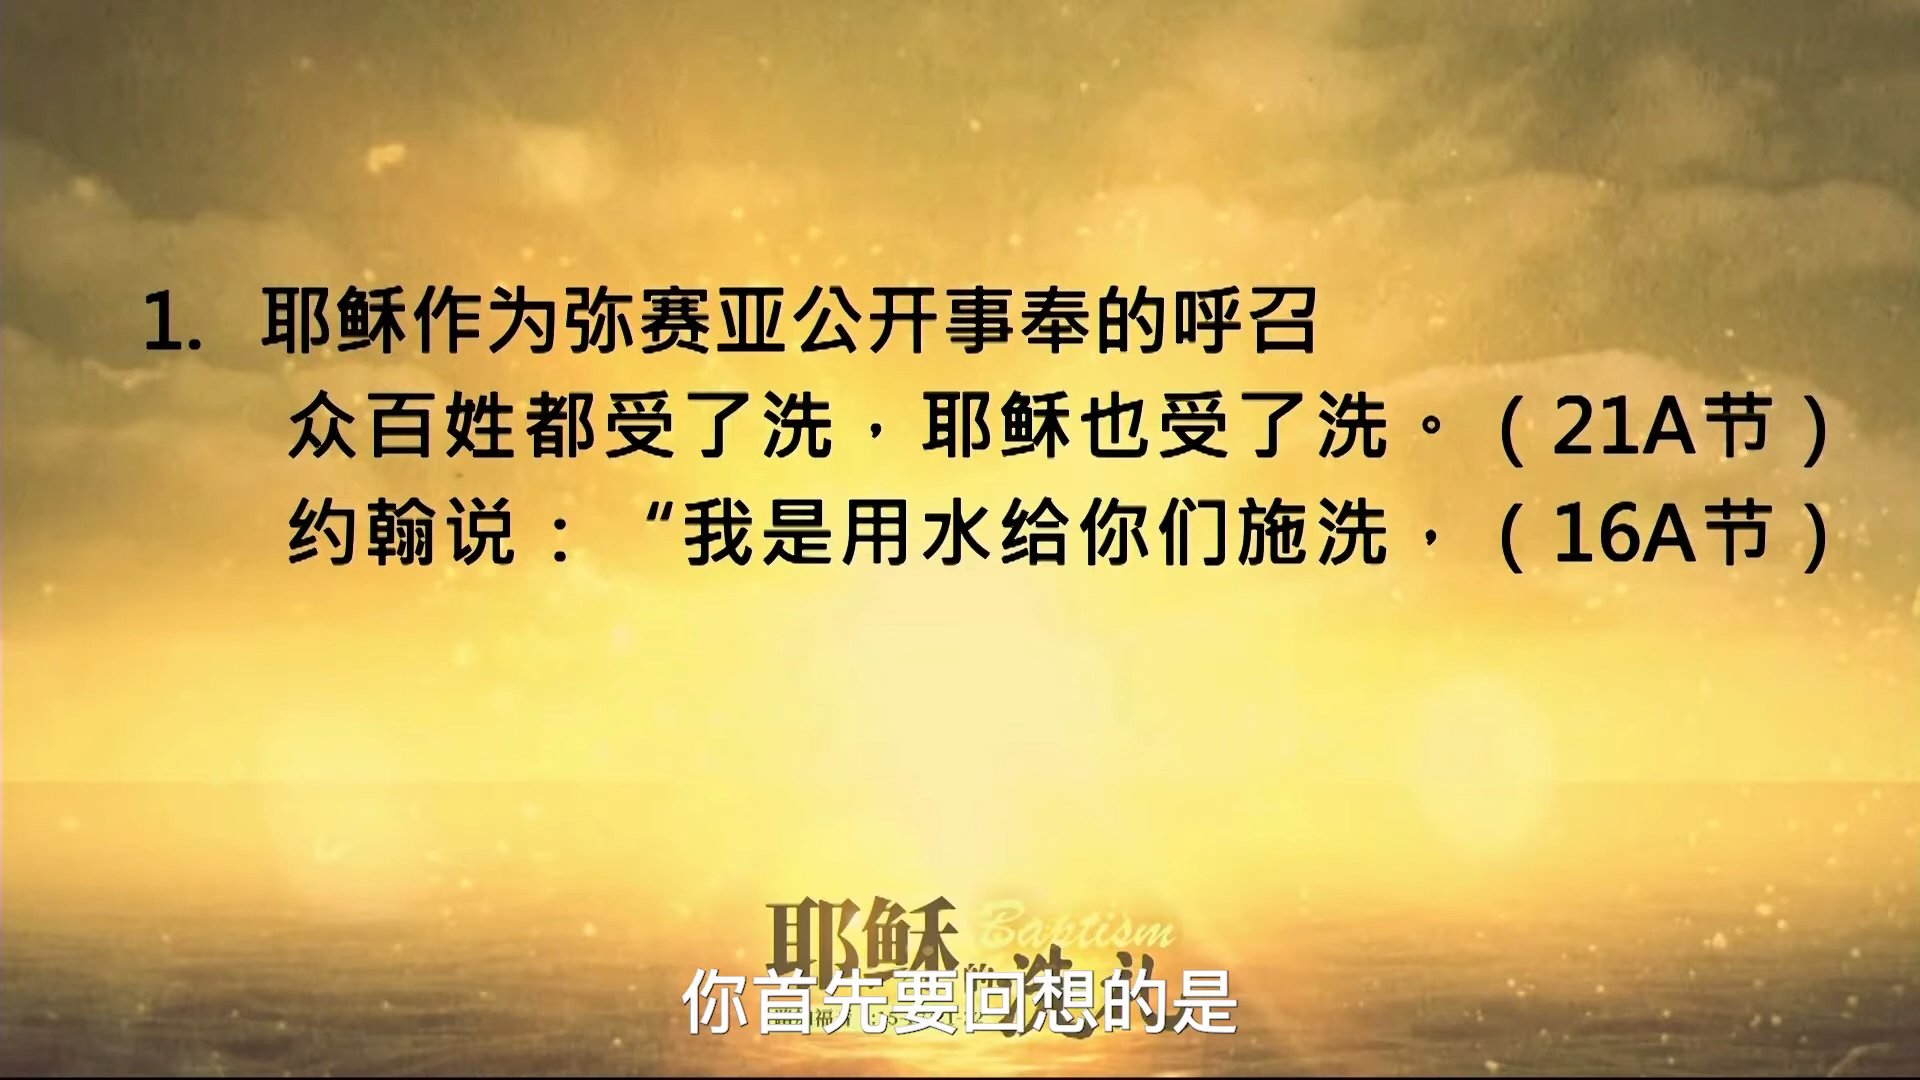 1. 耶稣作为弥赛亚公开事奉的呼召
众百姓都受了洗，耶稣也受了洗。（21A节）
约翰说：“我是用水给你们施洗，（16A节）
耶稣 Baptism
你首先要回想的是